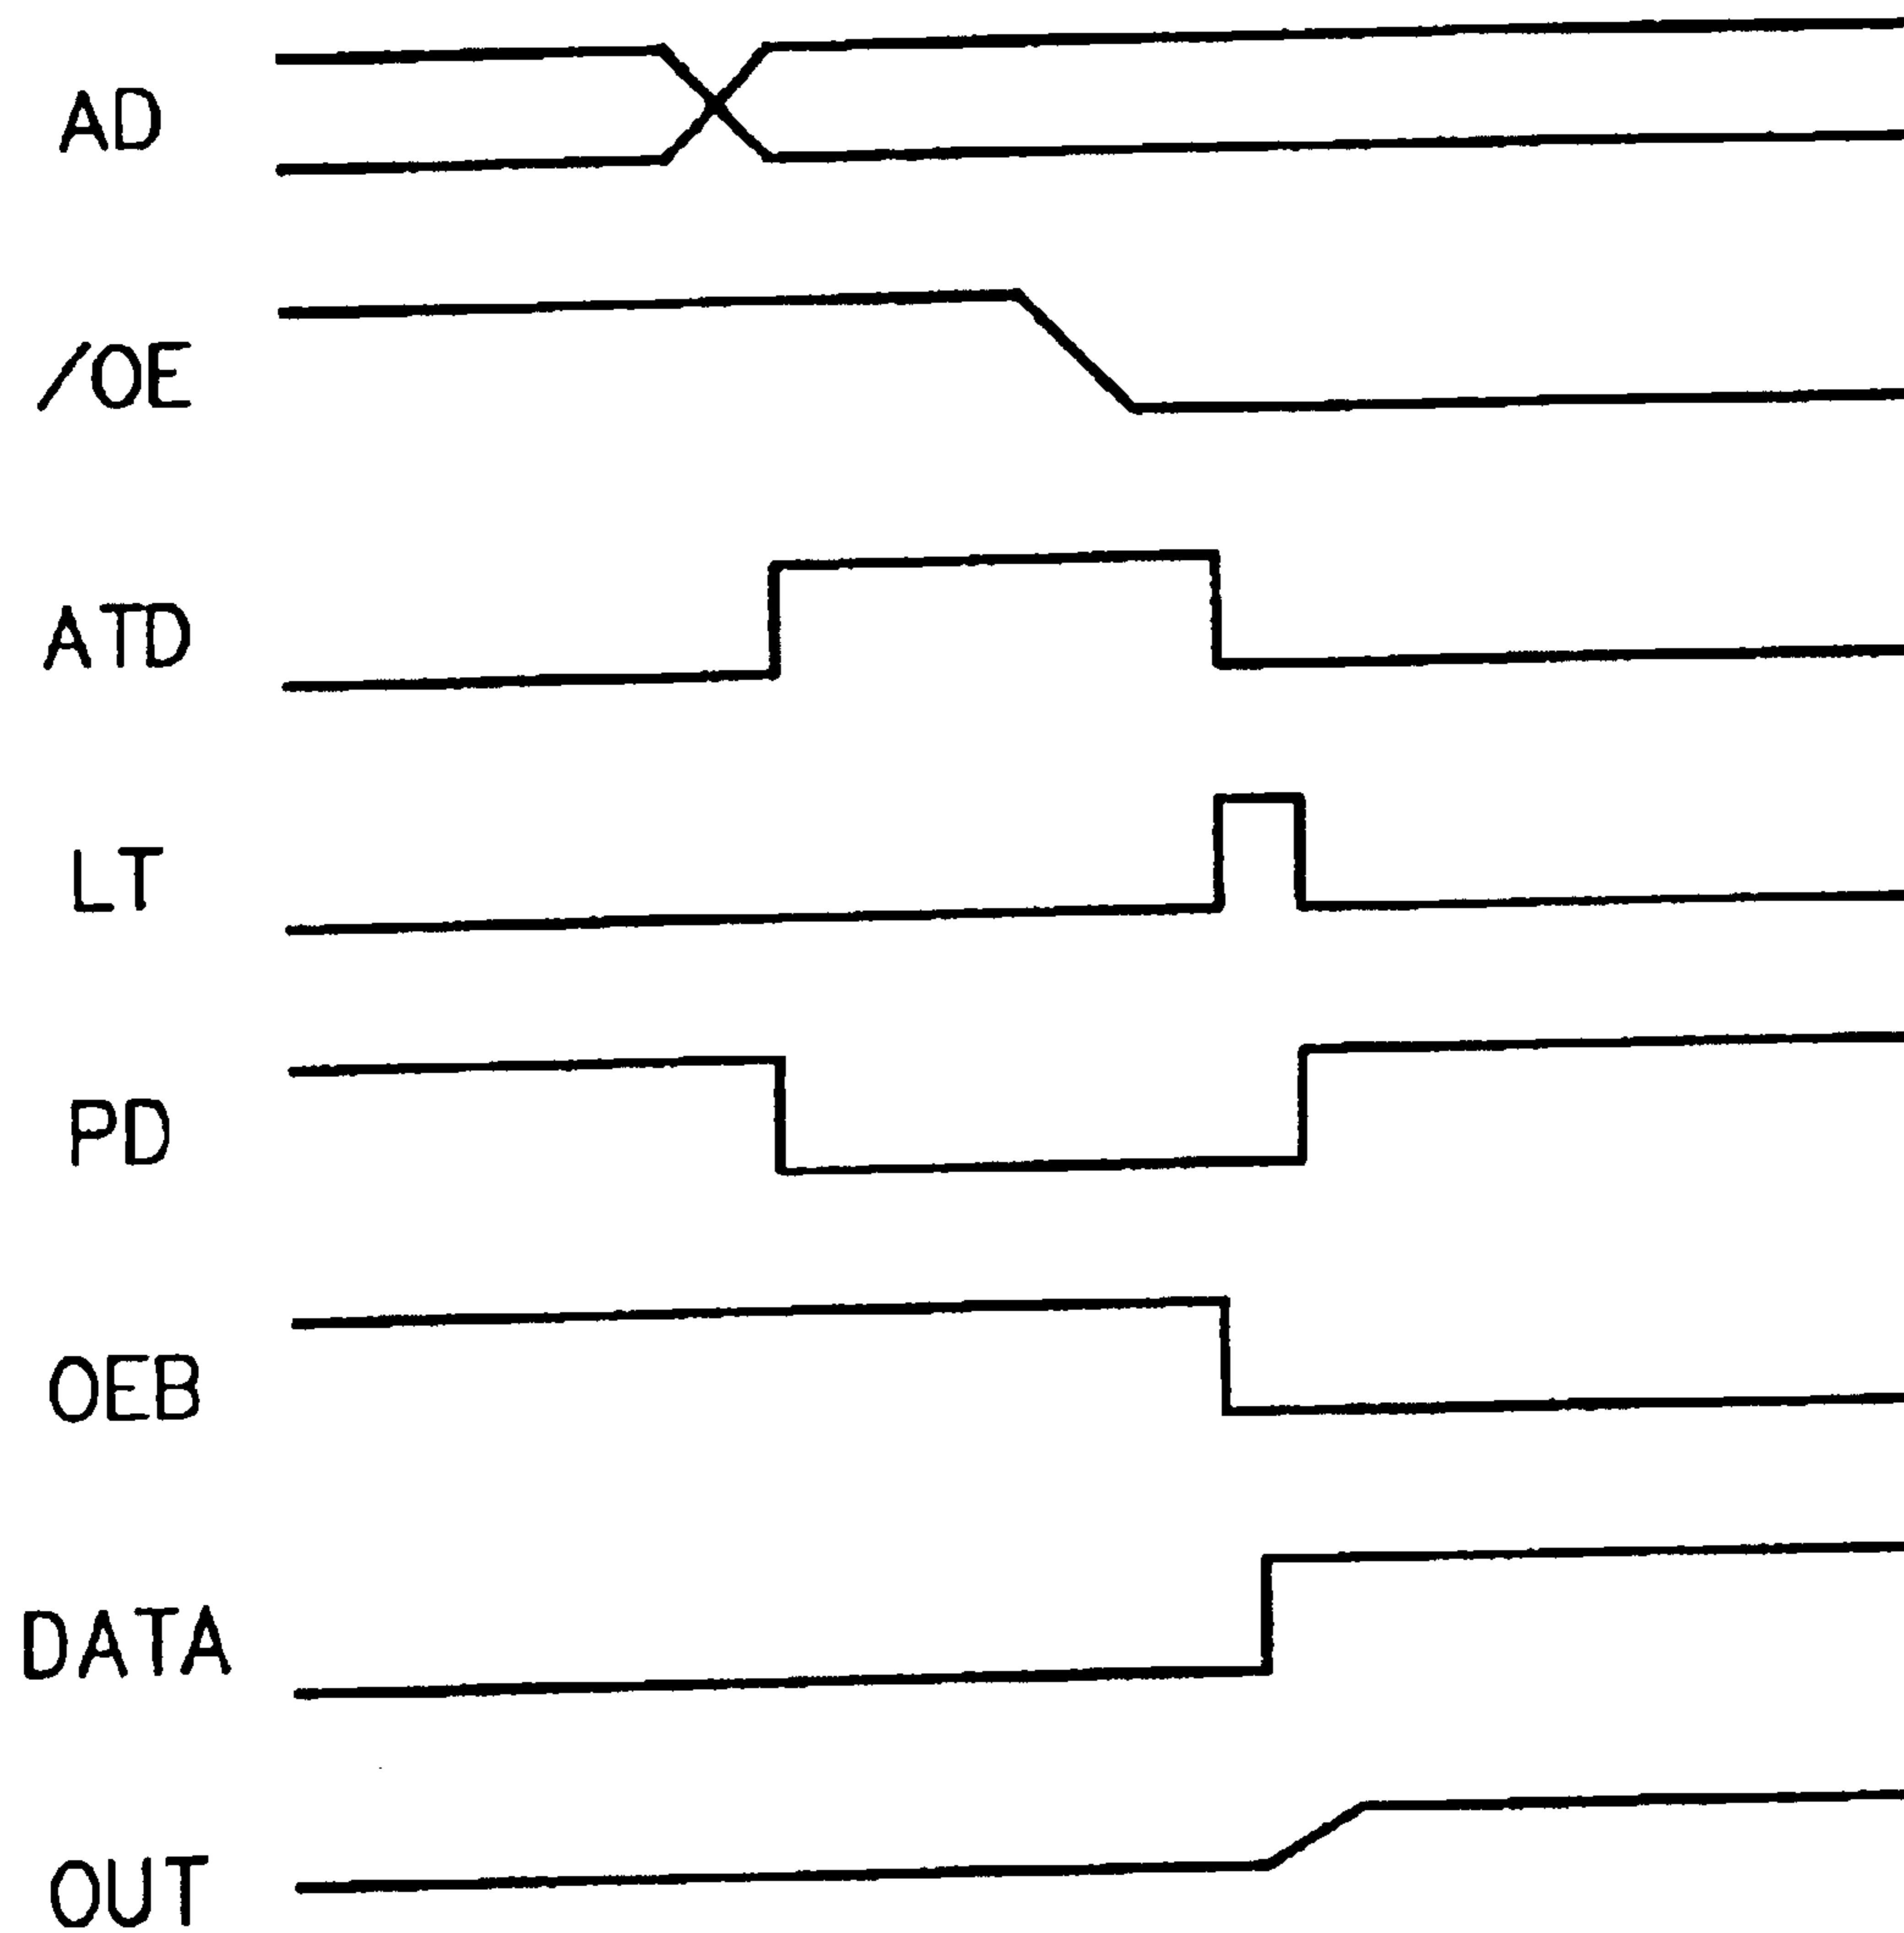 AD
/OE
ATD
LT
PD
OEB
DATA
OUT